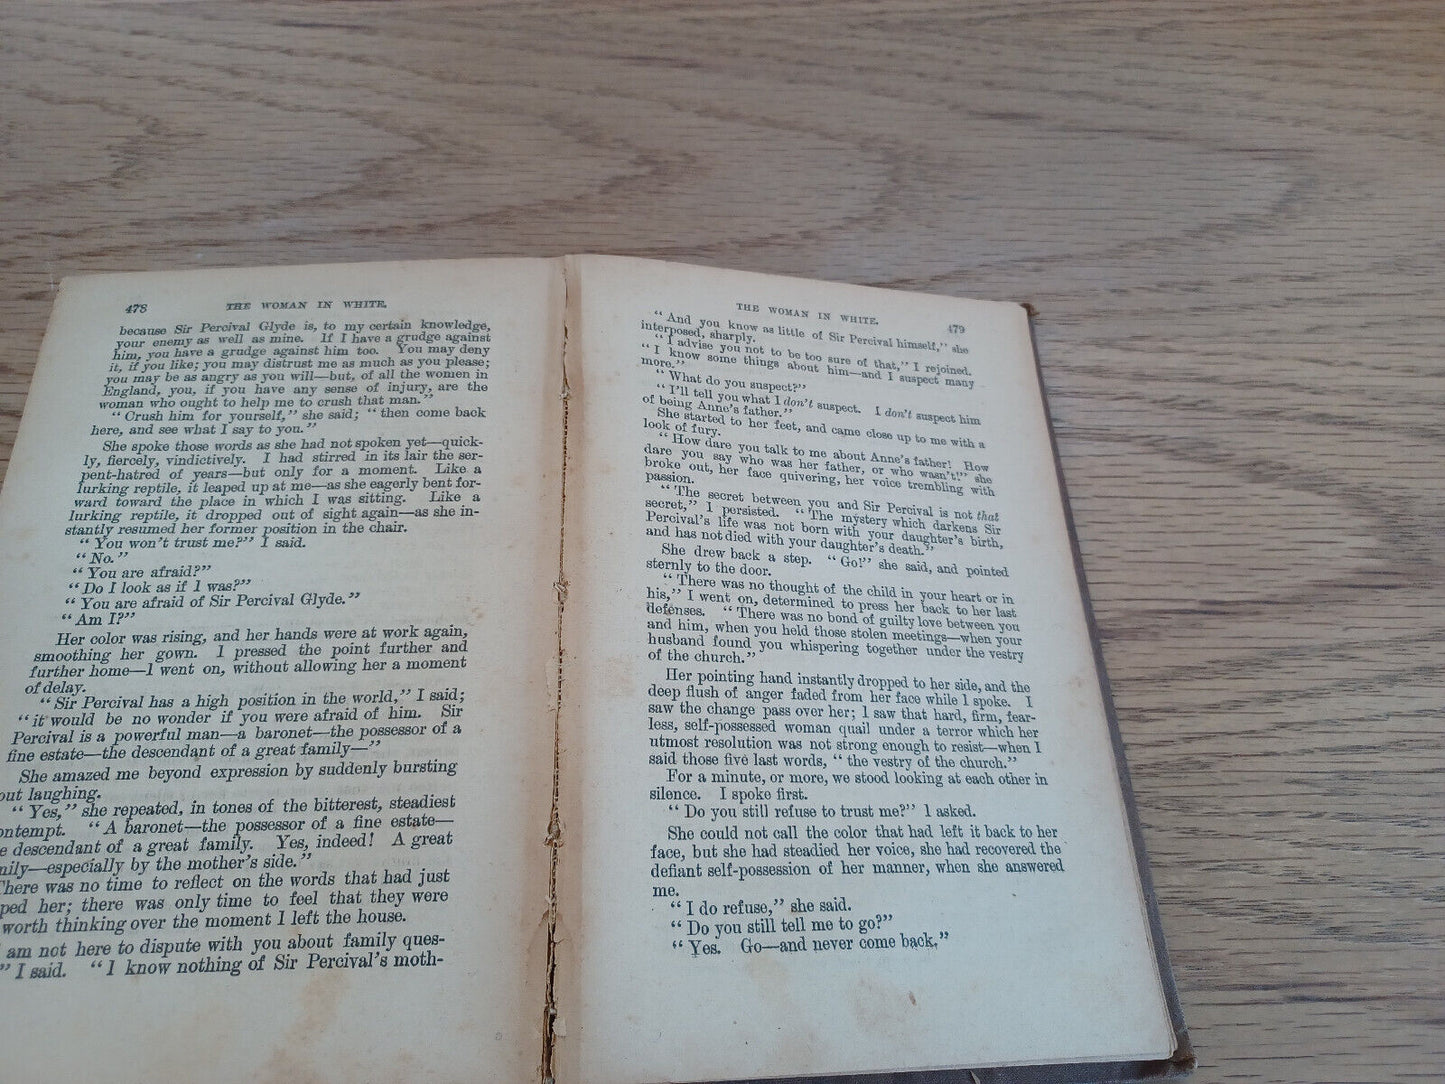 478
THE WOMAN IN WHITE.
because Sir Percival Glyde is, to my certain knowledge,
your enemy as well as mine. If I have a grudge against
him, you have a grudge against him too. You may deny
it, if you like; you may distrust me as much as you please;
you may be as angry as you will—but, of all the women in
England, you, if you have any sense of injury, are the
woman who ought to help me to crush that man."
"Crush him for yourself," she said; "then come back
here, and see what I say to you."
She spoke those words as she had not spoken yet—quick-
ly, fiercely, vindictively. I had stirred in its lair the ser-
pent-hatred of years—but only for a moment. Like a
lurking reptile, it leaped up at me—as she eagerly bent for-
ward toward the place in which I was sitting. Like a
lurking reptile, it dropped out of sight again—as she in-
stantly resumed her former position in the chair.
"You won't trust me?" I said.
"No."
"You are afraid?"
"Do I look as if I was?"
"You are afraid of Sir Percival Glyde."
"Am I?"
Her color was rising, and her hands were at work again,
smoothing her gown. I pressed the point further and
further home—I went on, without allowing her a moment
of delay.
"Sir Percival has a high position in the world," I said;
"it would be no wonder if you were afraid of him. Sir
Percival is a powerful man—a baronet—the possessor of a
fine estate—the descendant of a great family—"
She amazed me beyond expression by suddenly bursting
out laughing.
"Yes," she repeated, in tones of the bitterest, steadiest
ontempt. "A baronet—the possessor of a fine estate—
e descendant of a great family. Yes, indeed! A great
mily—especially by the mother's side."
There was no time to reflect on the words that had just
ped her; there was only time to feel that they were
worth thinking over the moment I left the house.
am not here to dispute with you about family ques-
" I said. "I know nothing of Sir Percival's moth-
THE WOMAN IN WHITE.
479
"And you know as little of Sir Percival himself," she
interposed, sharply.
"I advise you not to be too sure of that," I rejoined.
"I know some things about him—and I suspect many
more."
"What do you suspect?"
"I'll tell you what I don't suspect. I don't suspect him
of being Anne's father."
She started to her feet, and came close up to me with a
look of fury.
"How dare you talk to me about Anne's father! How
dare you say who was her father, or who wasn't!" she
broke out, her face quivering, her voice trembling with
passion.
"The secret between you and Sir Percival is not that
secret," I persisted. "The mystery which darkens Sir
Percival's life was not born with your daughter's birth,
and has not died with your daughter's death."
She drew back a step. "Go!" she said, and pointed
sternly to the door.
"There was no thought of the child in your heart or in
his," I went on, determined to press her back to her last
defenses. "There was no bond of guilty love between you
and him, when you held those stolen meetings—when your
husband found you whispering together under the vestry
of the church."
Her pointing hand instantly dropped to her side, and the
deep flush of anger faded from her face while I spoke. I
saw the change pass over her; I saw that hard, firm, fear-
less, self-possessed woman quail under a terror which her
utmost resolution was not strong enough to resist—when I
said those five last words, "the vestry of the church."
For a minute, or more, we stood looking at each other in
silence. I spoke first.
"Do you still refuse to trust me?" I asked.
She could not call the color that had left it back to her
face, but she had steadied her voice, she had recovered the
defiant self-possession of her manner, when she answered
me.
"I do refuse," she said.
"Do you still tell me to go?"
"Yes. Go—and never come back."